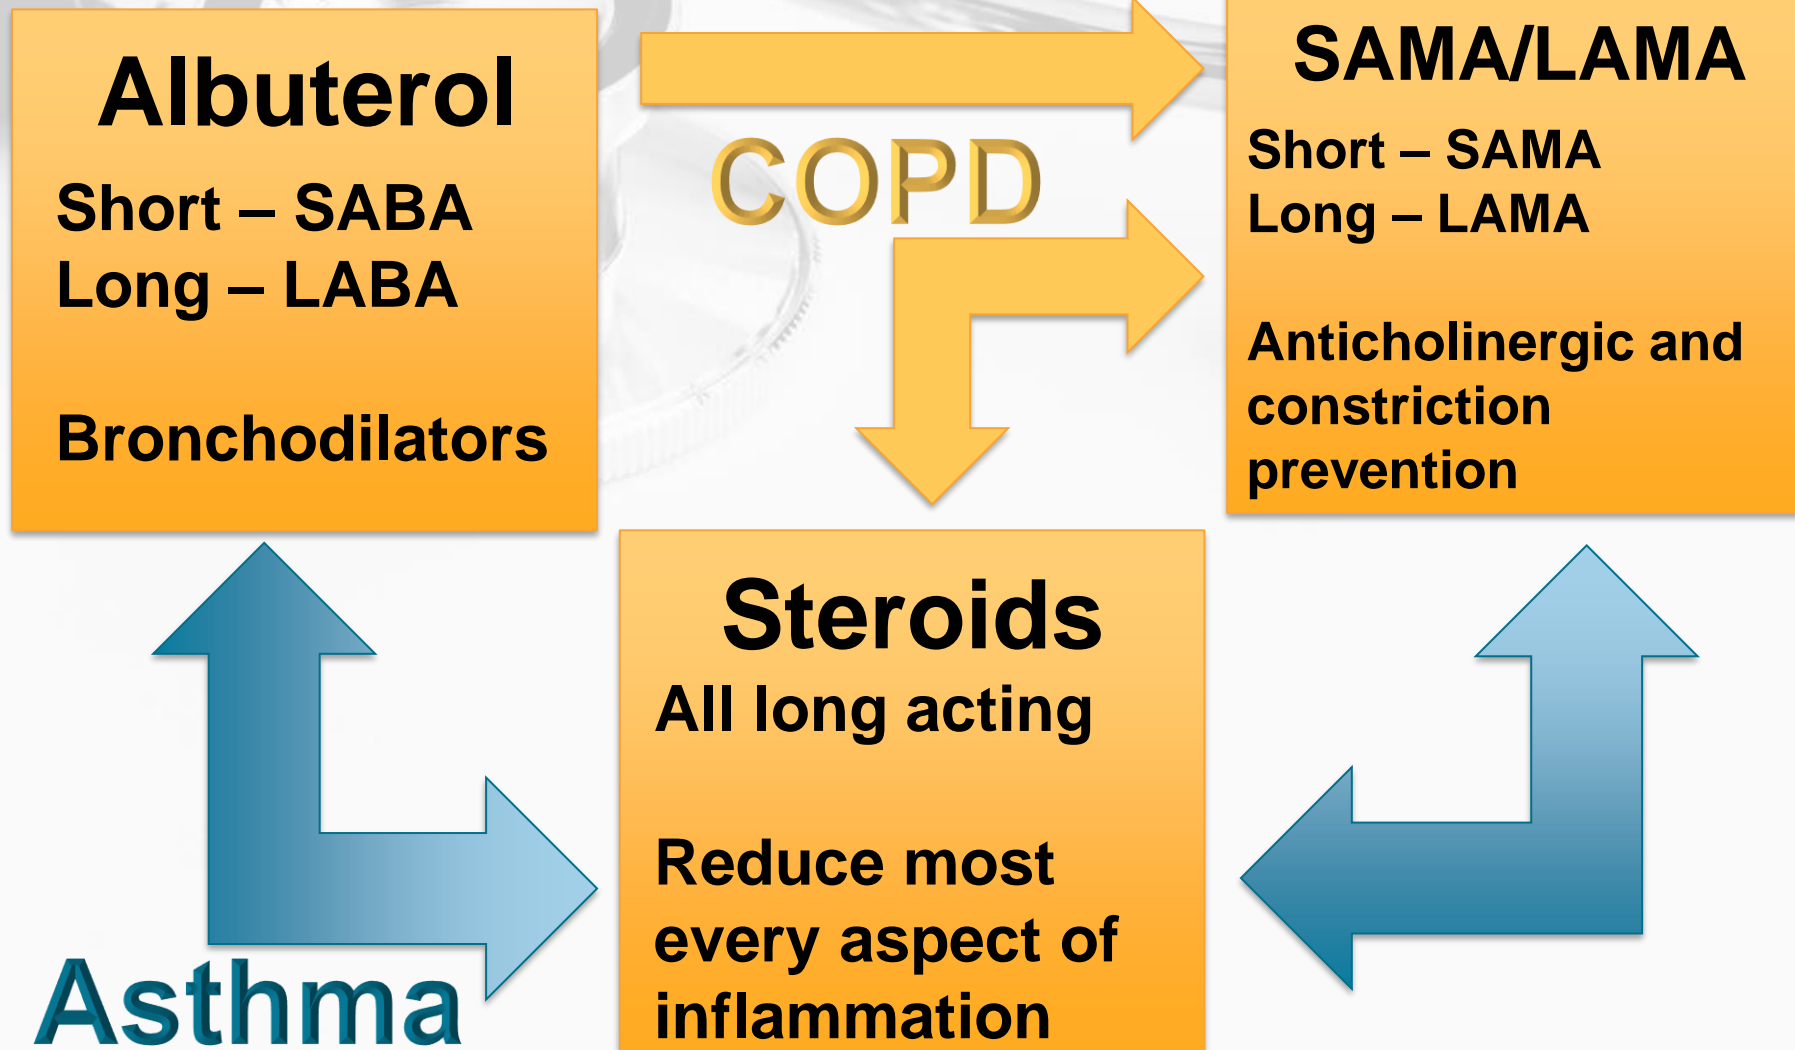 Albuterol
Short – SABA
Long – LABA
Bronchodilators
COPD
SAMA/LAMA
Short – SAMA
Long – LAMA
Anticholinergic and
constriction
prevention
Steroids
All long acting
Reduce most
every aspect of
inflammation
Asthma